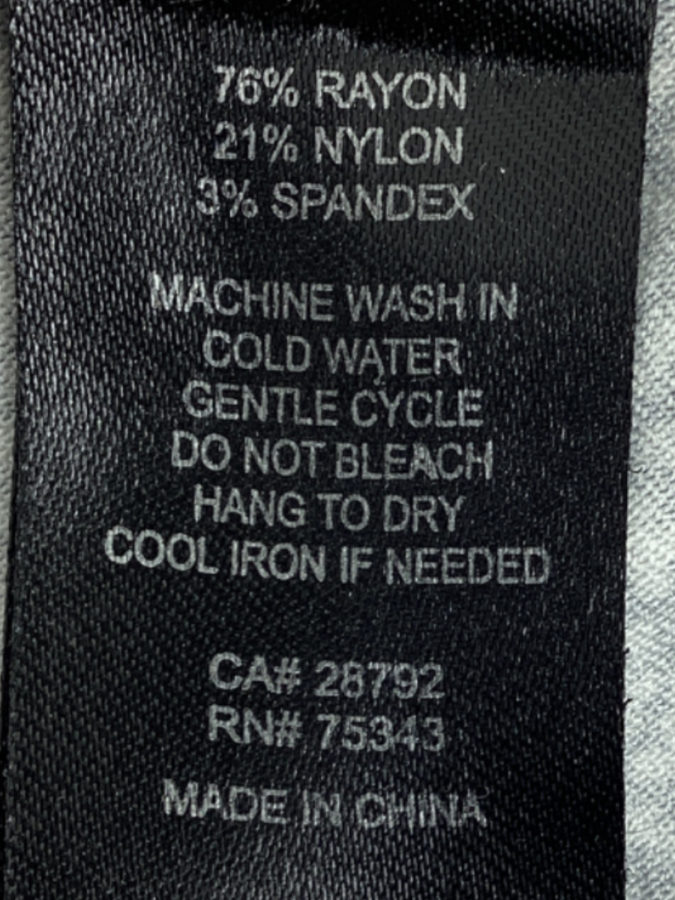 76% RAYON
21% NYLON
3% SPANDEX
MACHINE WASH IN
COLD WATER
GENTLE CYCLE
DO NOT BLEACH
HANG TO DRY
COOL IRON IF NEEDED
CA# 28792
RN# 75343
MADE IN CHINA